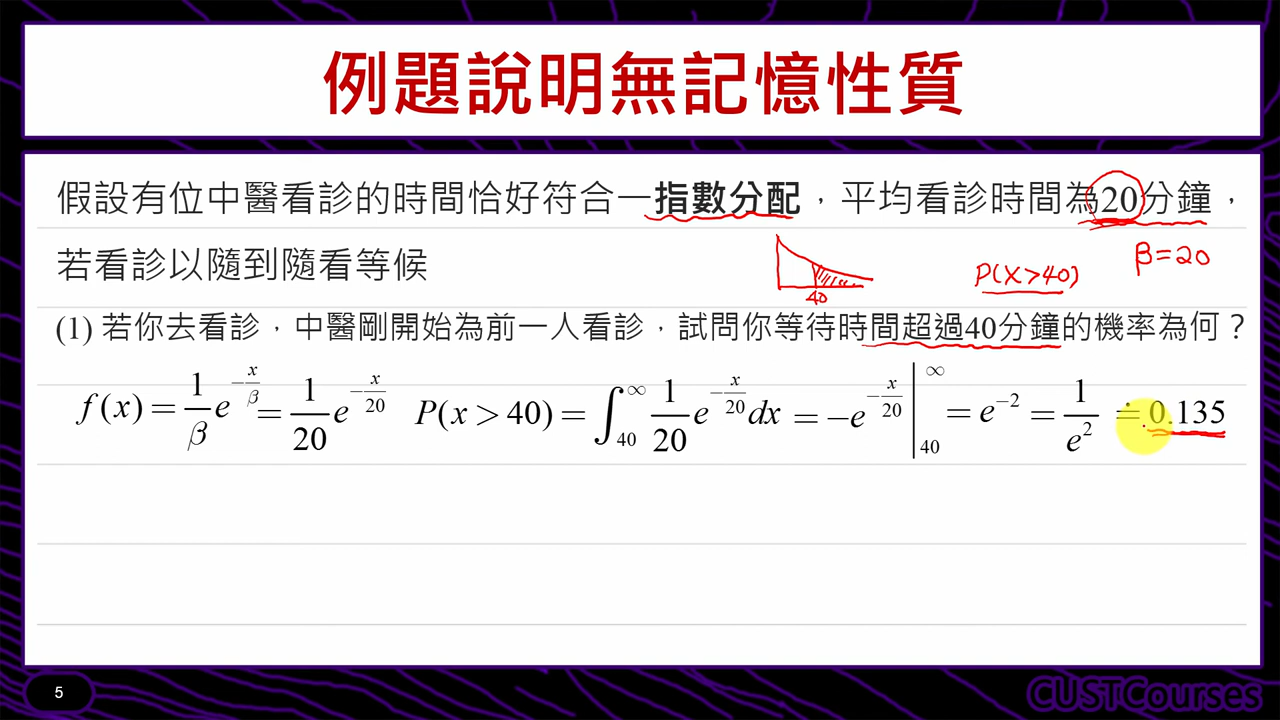 例題說明無記憶性質
假設有位中醫看診的時間恰好符合一指數分配，平均看診時間為20分鐘，
β=20
若看診以隨到隨看等候
P(X>40)
40
(1) 若你去看診，中醫剛開始為前一人看診，試問你等待時間超過40分鐘的機率為何？
f(x) = 1/β e^(-x/β) = 1/20 e^(-x/20) P(x > 40) = ∫_40^∞ 1/20 e^(-x/20) dx = -e^(-x/20) |_40^∞ = e^(-2) = 1/e^2 ≐ 0.135
5
CUSTCourses